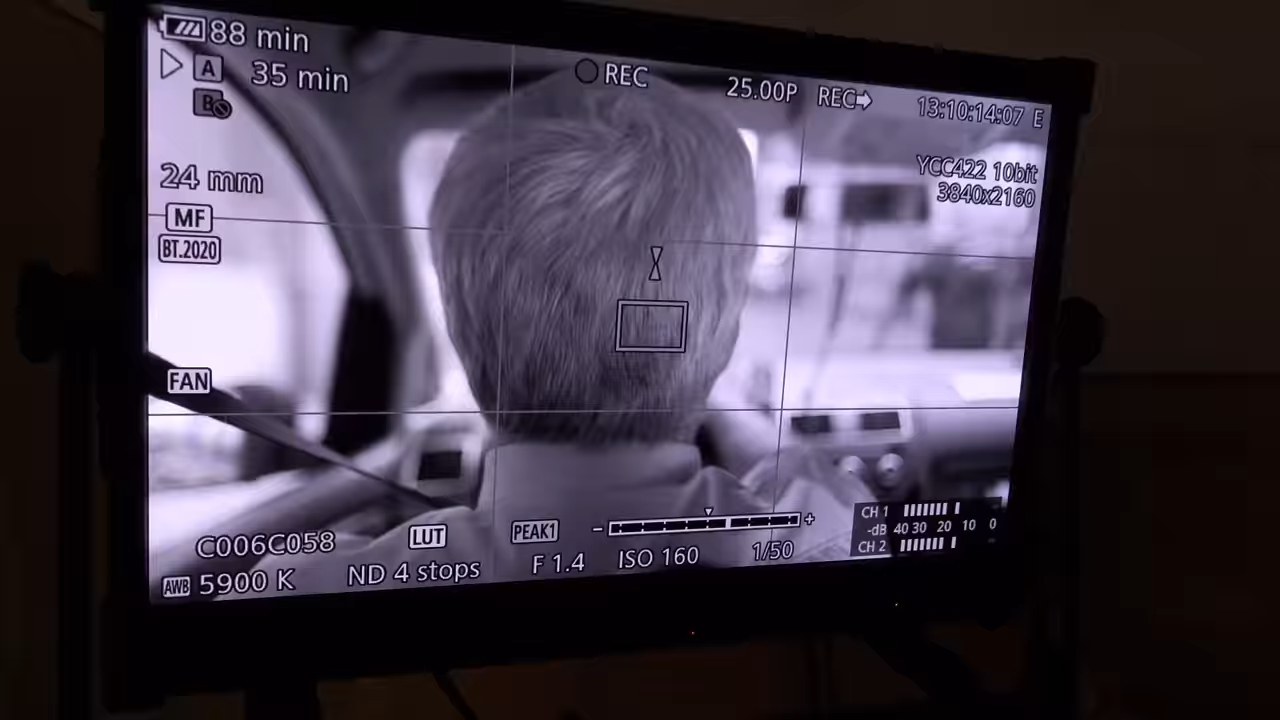 88 min
A 35 min
B
REC
25.00P
REC
13:10:14:07 E
YCC422 10bit
3840x2160
24 mm
MF
BT.2020
FAN
C006C058
LUT
PEAK1
- +
AWB 5900 K
ND 4 stops
F 1.4
ISO 160
1/50
CH 1
-dB 40 30 20 10 0
CH 2